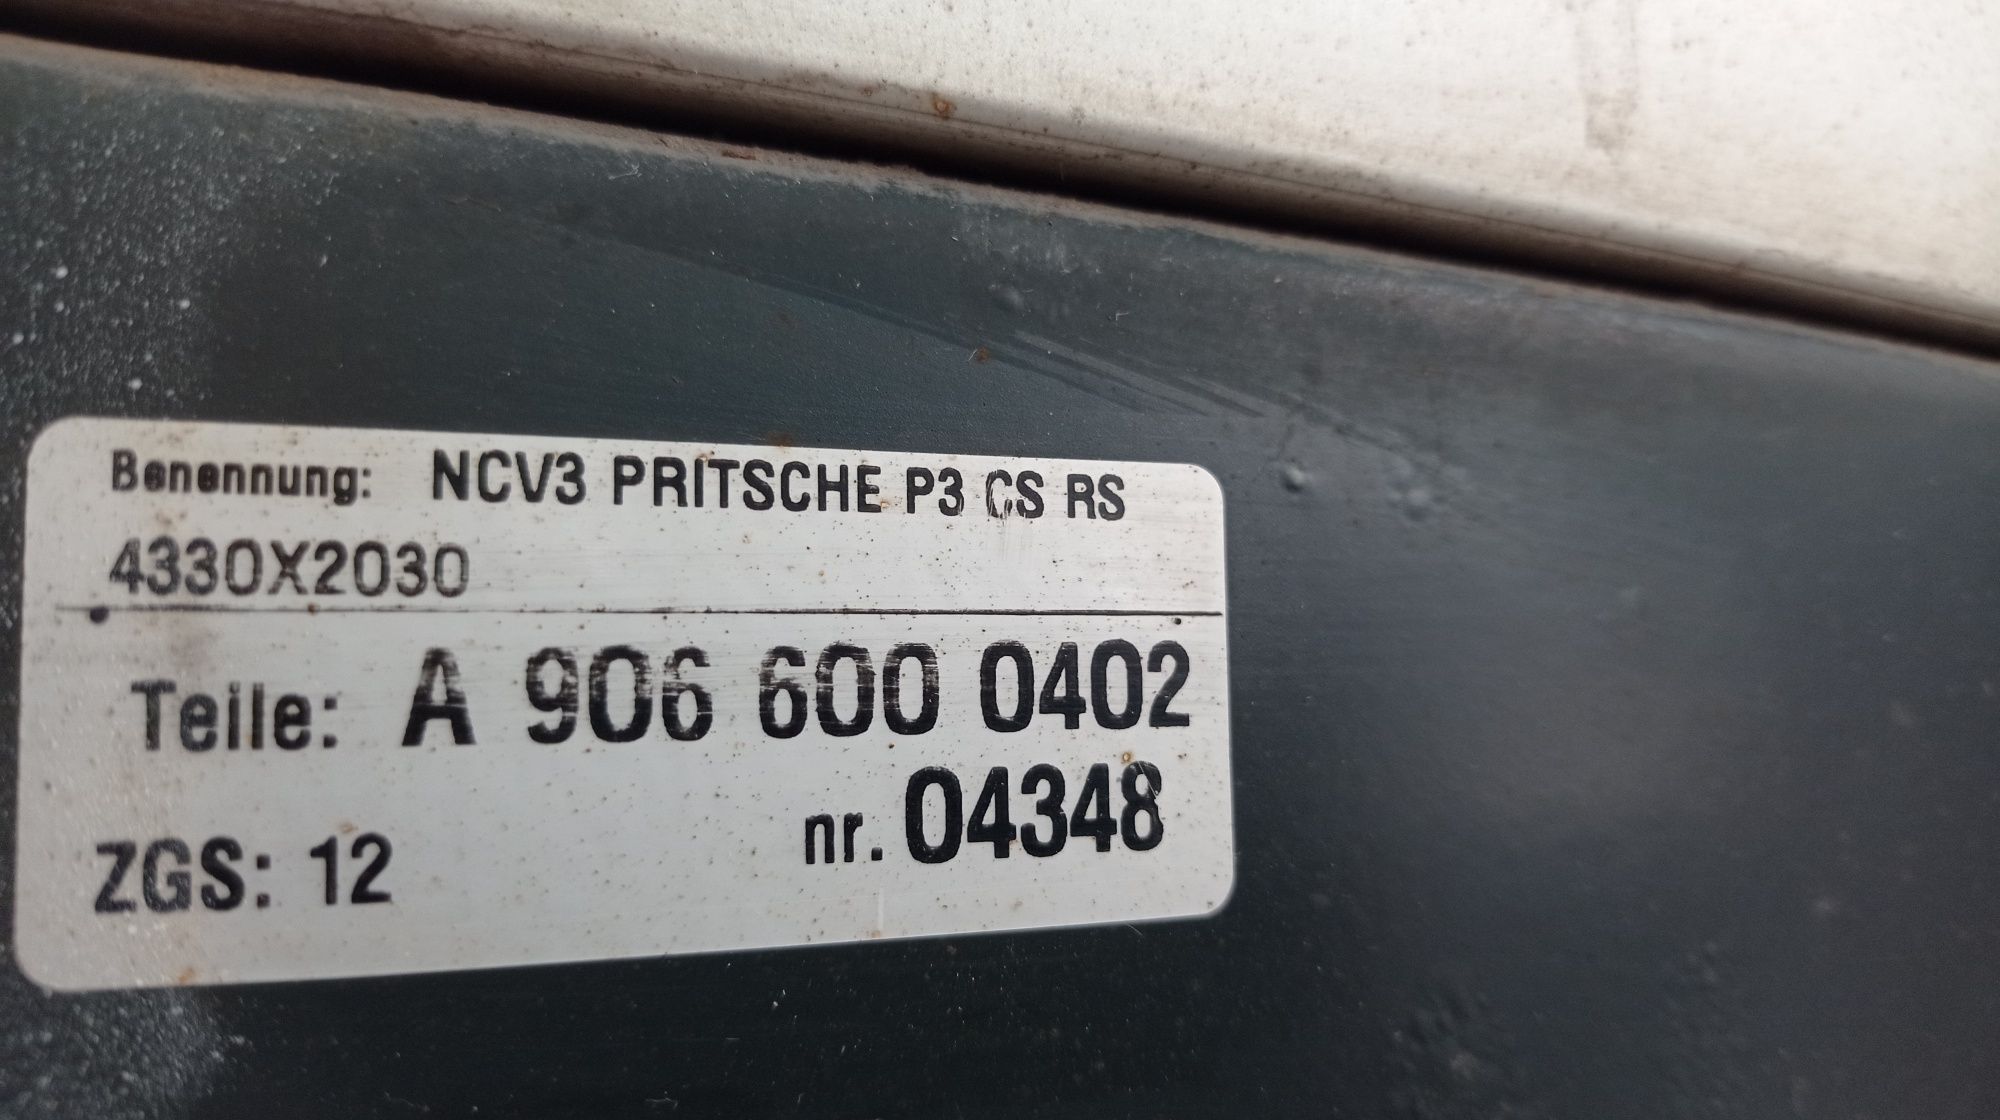 Benennung: NCV3 PRITSCHE P3 CS RS
4330X2030
Teile: A 906 600 0402
nr. 04348
ZGS: 12